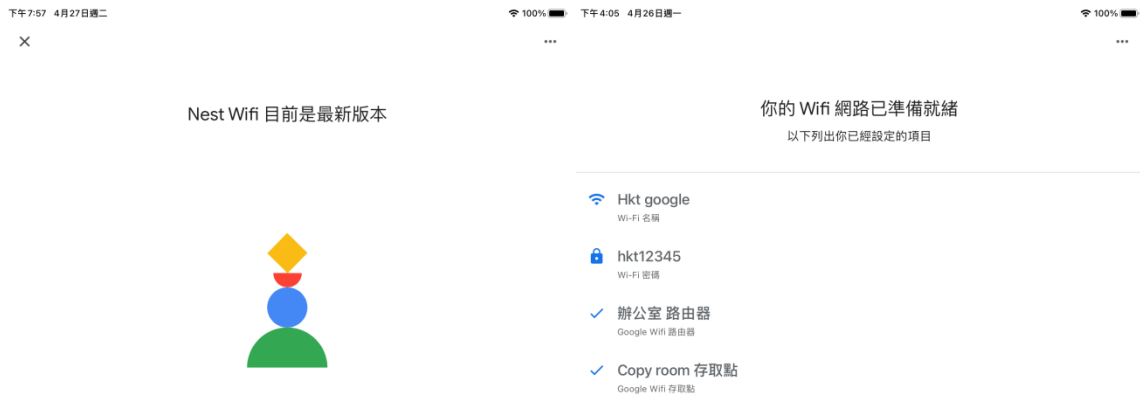 下午7:57 4月27日週二
100%
Nest Wifi 目前是最新版本
下午4:05 4月26日週一
100%
你的 Wifi 網路已準備就緒
以下列出你已經設定的項目
Hkt google
Wi-Fi 名稱
hkt12345
Wi-Fi 密碼
辦公室 路由器
Google Wifi 路由器
Copy room 存取點
Google Wifi 存取點